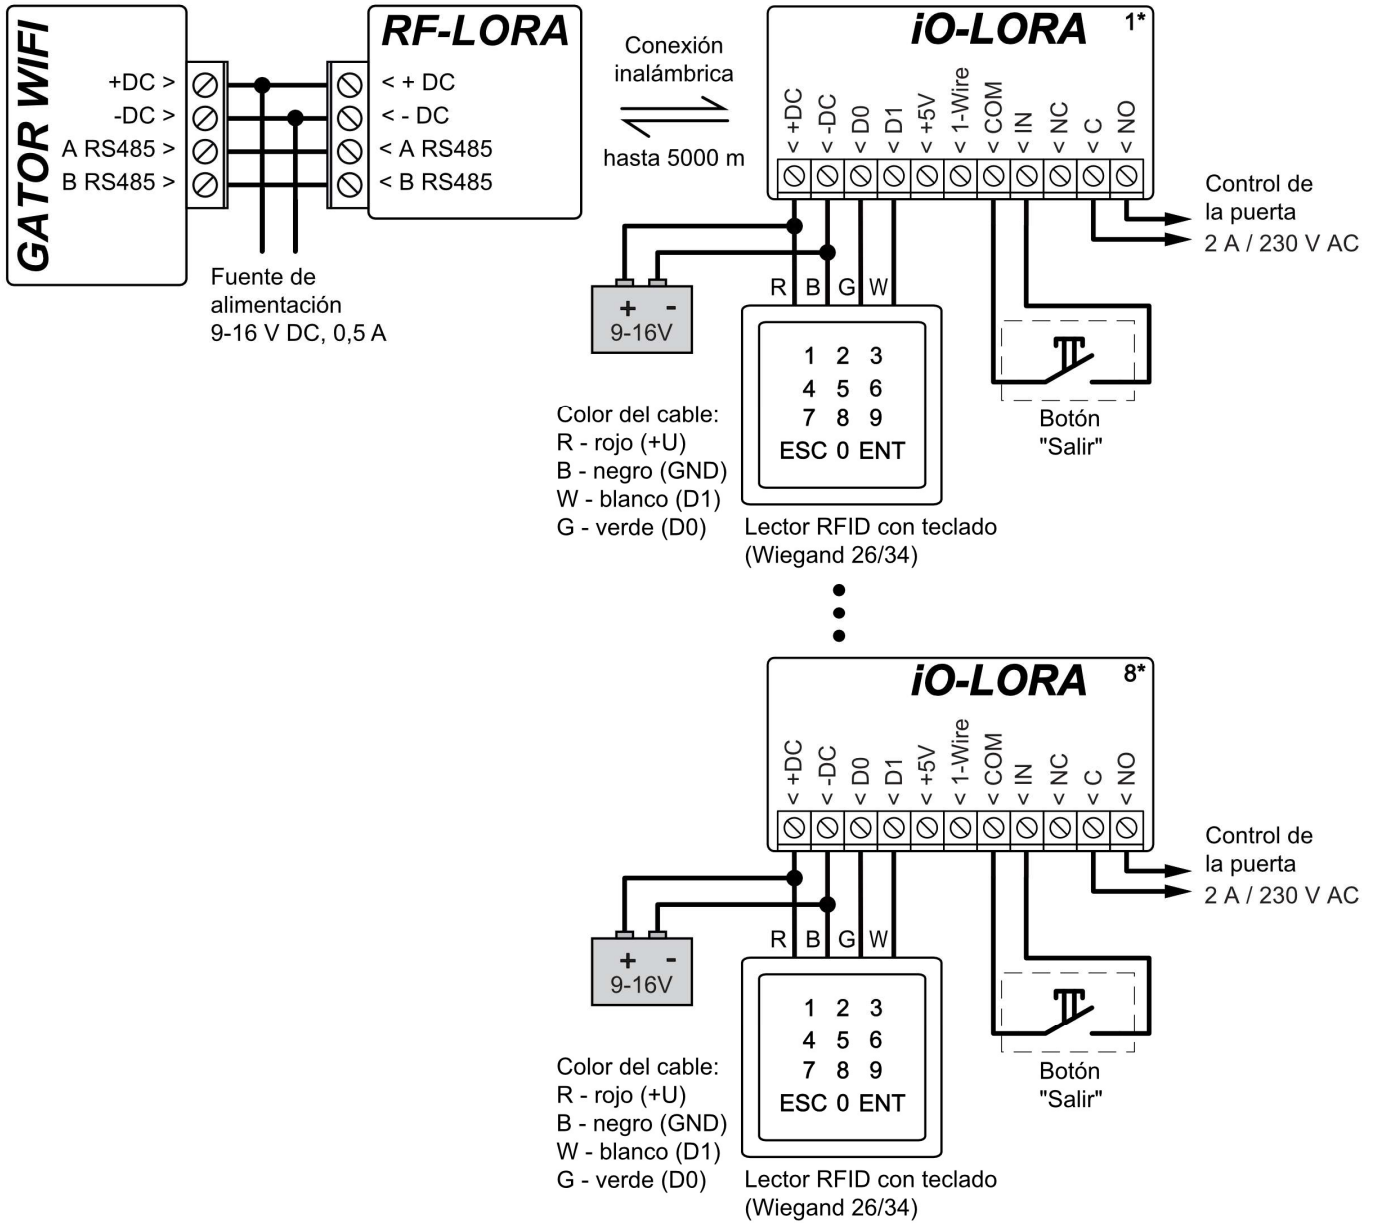 GATOR WIFI
+DC >
-DC >
A RS485 >
B RS485 >
RF-LORA
< + DC
< - DC
< A RS485
< B RS485
Fuente de
alimentación
9-16 V DC, 0,5 A
Conexión
inalámbrica
hasta 5000 m
iO-LORA 1*
< +DC
< -DC
< D0
< D1
< +5V
< 1-Wire
< COM
< IN
< NC
< C
< NO
Control de
la puerta
2 A / 230 V AC
+ -
9-16V
R B G W
1 2 3
4 5 6
7 8 9
ESC 0 ENT
Botón
"Salir"
Color del cable:
R - rojo (+U)
B - negro (GND)
W - blanco (D1)
G - verde (D0)
Lector RFID con teclado
(Wiegand 26/34)
iO-LORA 8*
< +DC
< -DC
< D0
< D1
< +5V
< 1-Wire
< COM
< IN
< NC
< C
< NO
Control de
la puerta
2 A / 230 V AC
+ -
9-16V
R B G W
1 2 3
4 5 6
7 8 9
ESC 0 ENT
Botón
"Salir"
Color del cable:
R - rojo (+U)
B - negro (GND)
W - blanco (D1)
G - verde (D0)
Lector RFID con teclado
(Wiegand 26/34)